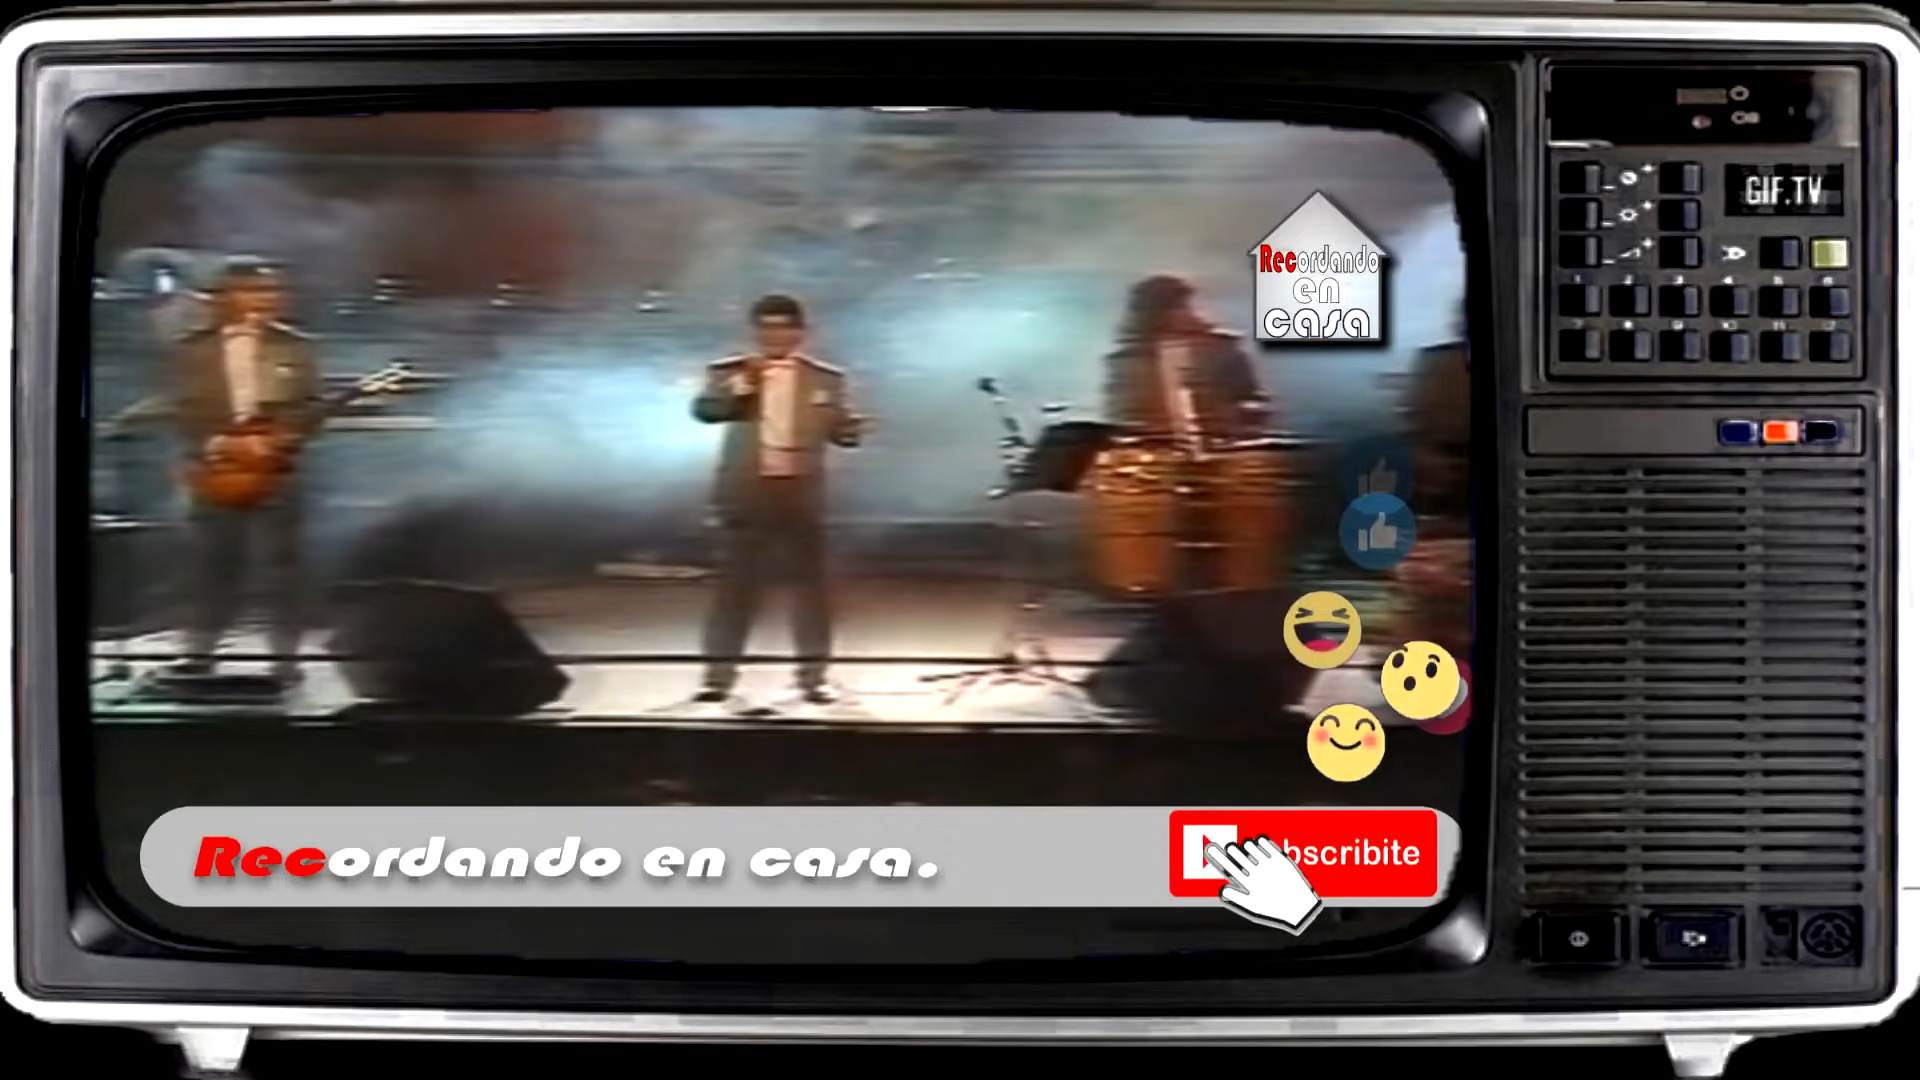 GIF.TV
Recordando
en
casa
Recordando en casa.
bscribite